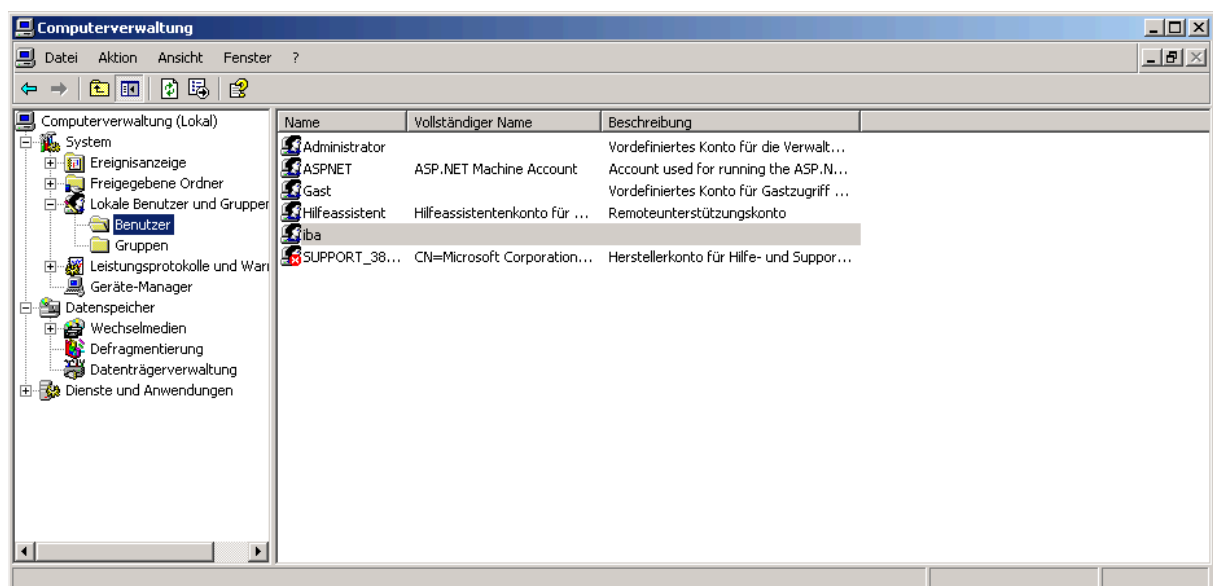 Computerverwaltung
Datei Aktion Ansicht Fenster ?
Computerverwaltung (Lokal)
System
Ereignisanzeige
Freigegebene Ordner
Lokale Benutzer und Gruppen
Benutzer
Gruppen
Leistungsprotokolle und Warn
Geräte-Manager
Datenspeicher
Wechselmedien
Defragmentierung
Datenträgerverwaltung
Dienste und Anwendungen
Name Vollständiger Name Beschreibung
Administrator Vordefiniertes Konto für die Verwalt...
ASPNET ASP.NET Machine Account Account used for running the ASP.N...
Gast Vordefiniertes Konto für Gastzugriff ...
Hilfeassistent Hilfeassistentenkonto für ... Remoteunterstützungskonto
iba
SUPPORT_38... CN=Microsoft Corporation... Herstellerkonto für Hilfe- und Suppor...